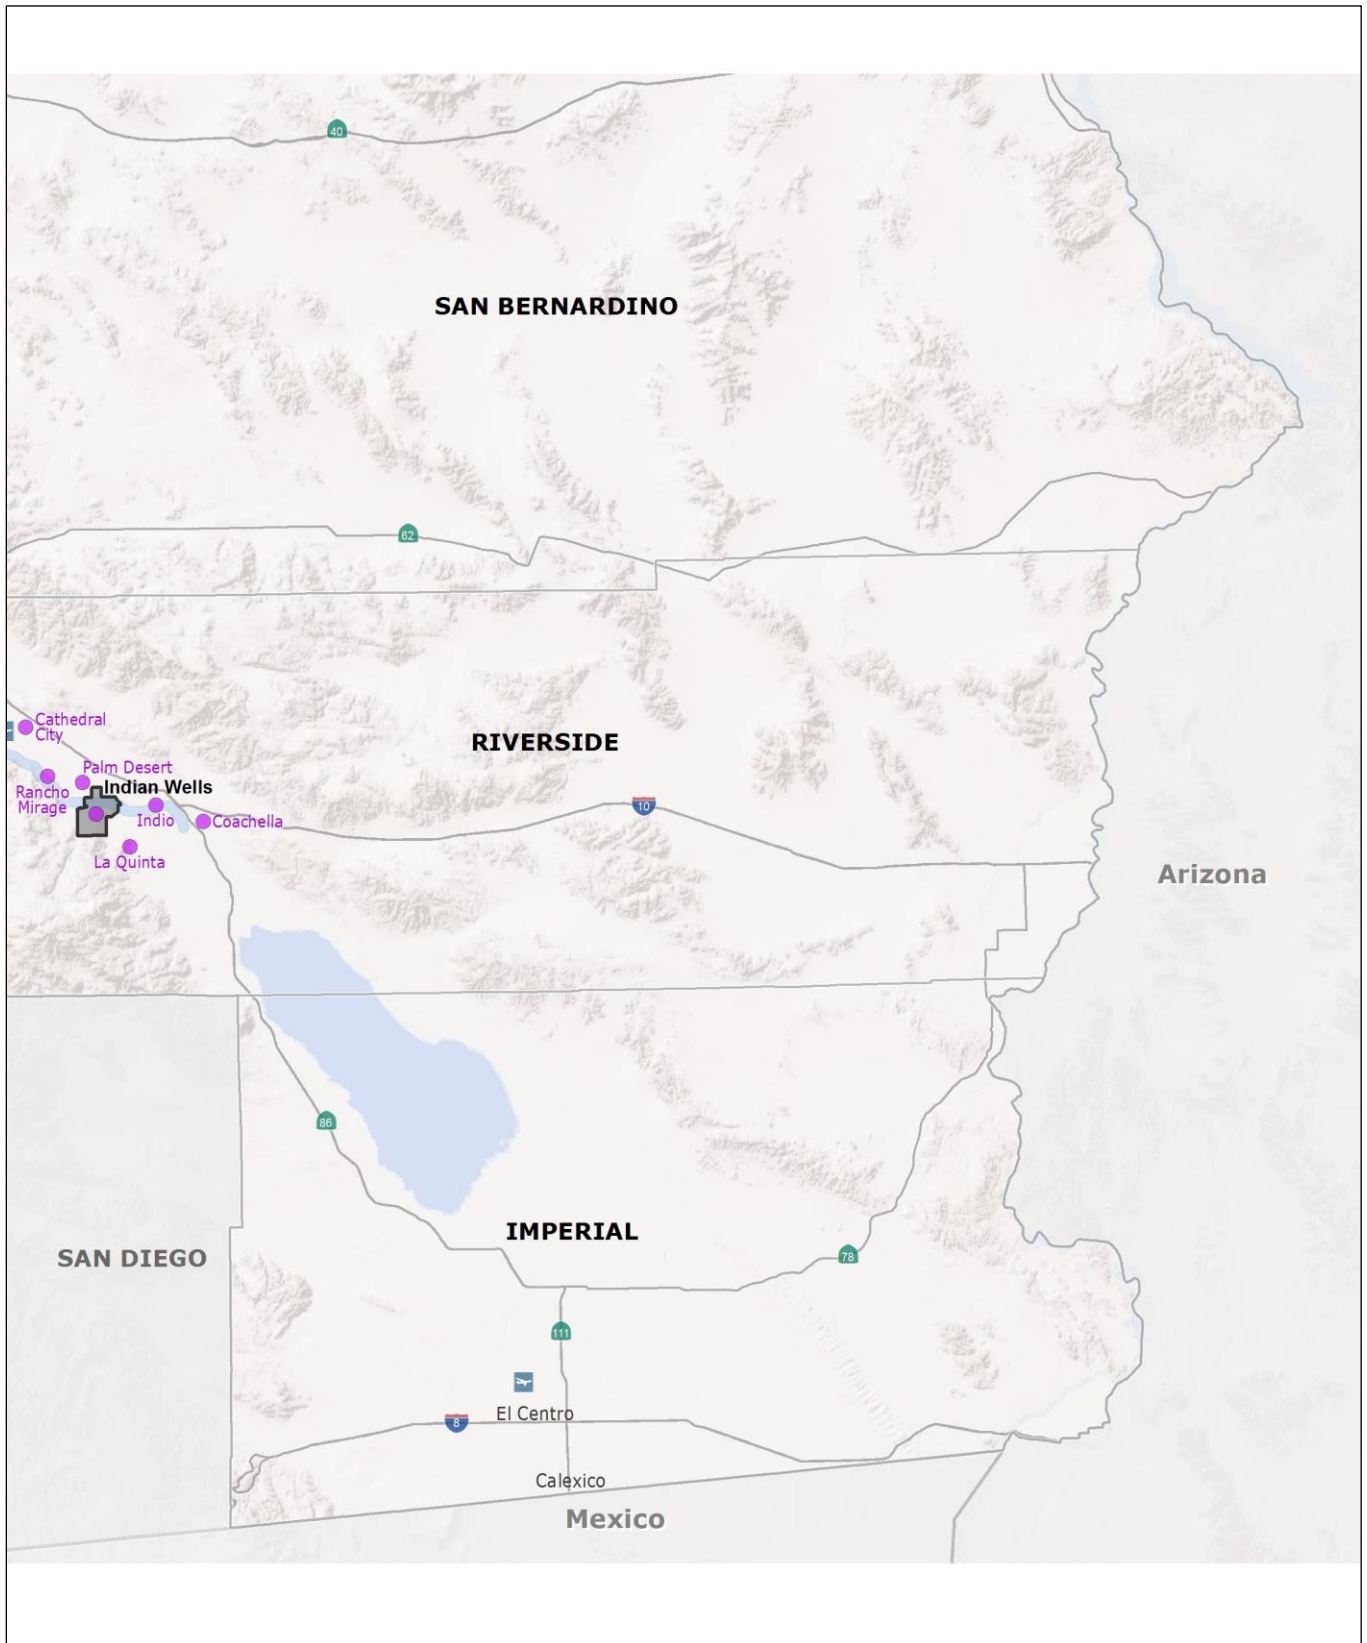 40
SAN BERNARDINO
62
Cathedral
City
RIVERSIDE
Palm Desert
Rancho
Mirage
Indian Wells
Indio
Coachella
10
La Quinta
Arizona
86
IMPERIAL
SAN DIEGO
78
111
El Centro
8
Calexico
Mexico